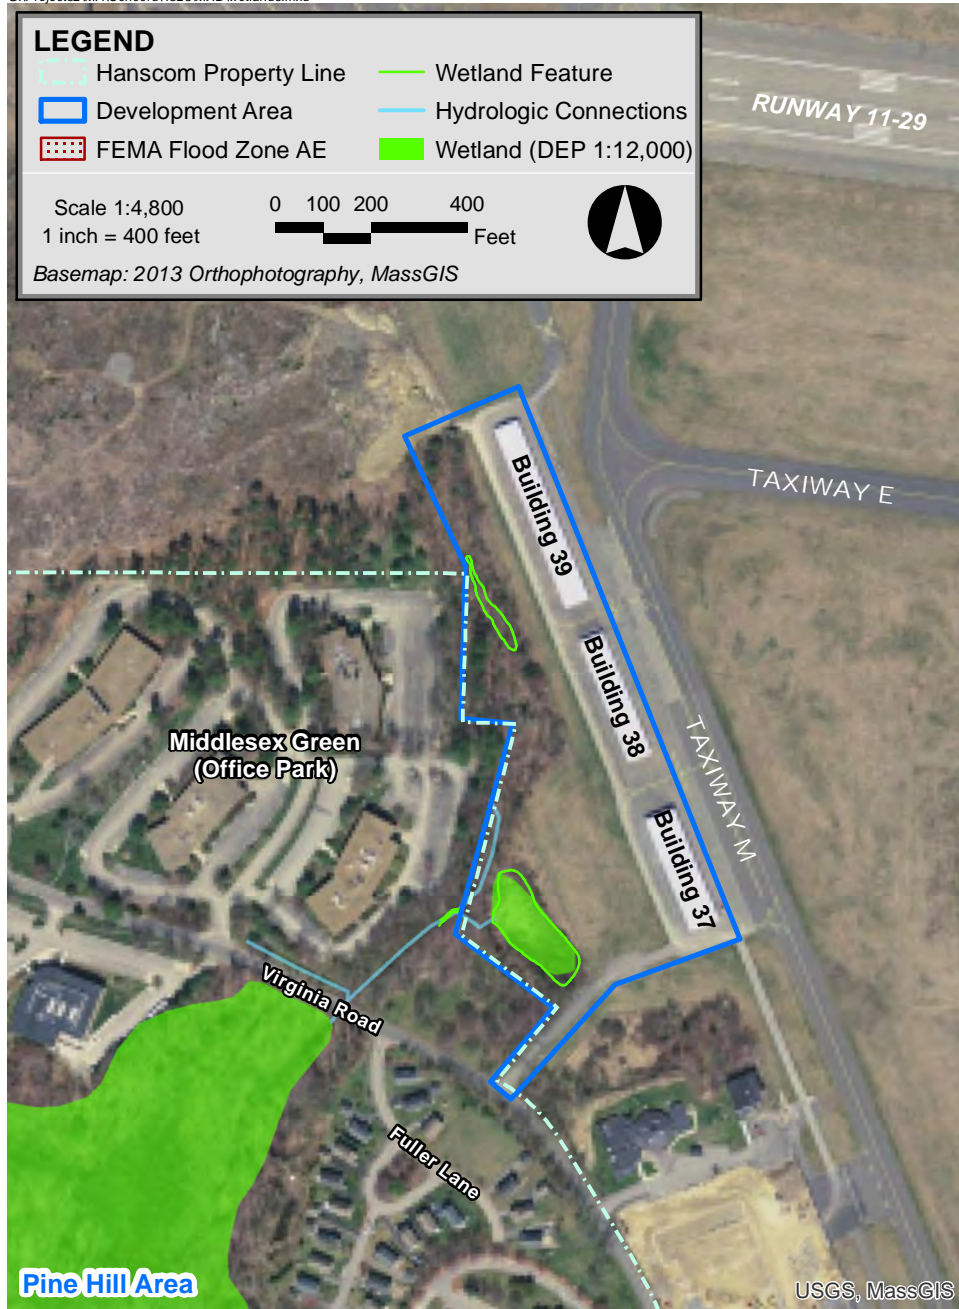 LEGEND
Hanscom Property Line
Development Area
FEMA Flood Zone AE
Wetland Feature
Hydrologic Connections
Wetland (DEP 1:12,000)
Scale 1:4,800
1 inch = 400 feet
0 100 200 400
Feet
Basemap: 2013 Orthophotography, MassGIS
RUNWAY 11-29
TAXIWAY E
Building 39
Building 38
TAXIWAY M
Building 37
Middlesex Green
(Office Park)
Virginia Road
Fuller Lane
Pine Hill Area
USGS, MassGIS